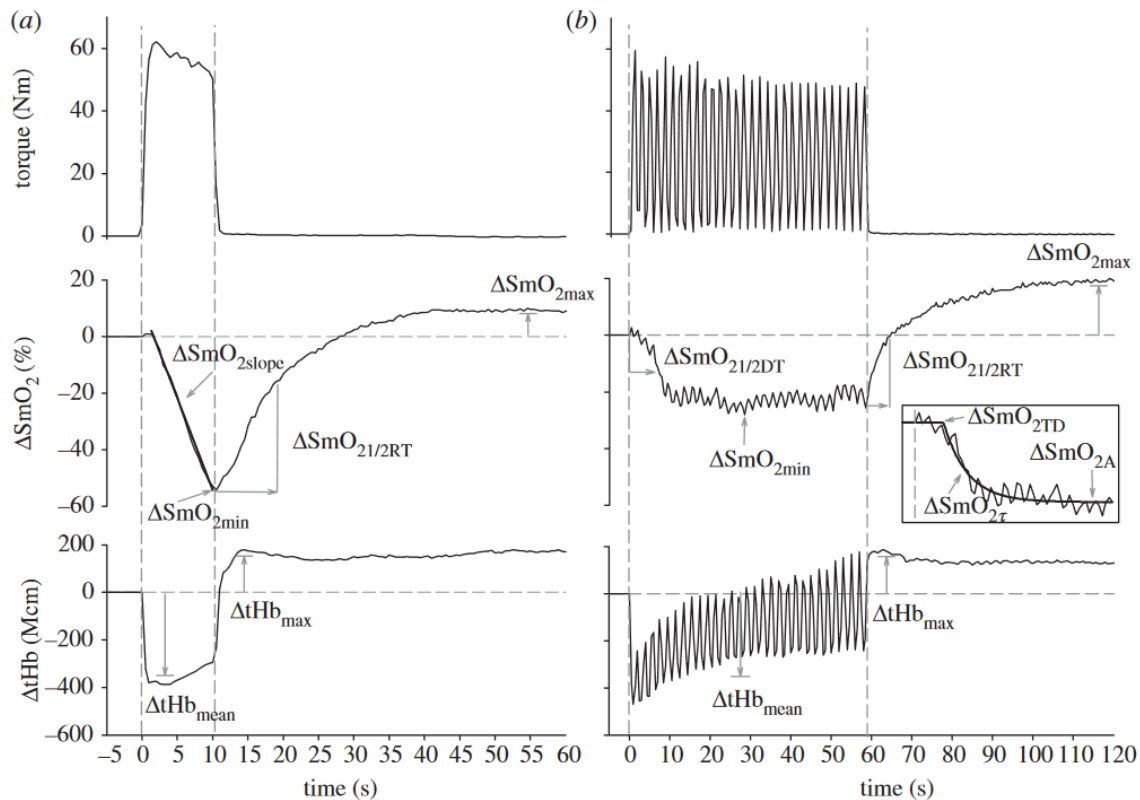 (a)
(b)
torque (Nm)
60
40
20
0
ΔSmO2 (%)
20
0
−20
−40
−60
ΔSmO2max
ΔSmO2slope
ΔSmO21/2RT
ΔSmO2min
ΔSmO2max
ΔSmO21/2DT
ΔSmO21/2RT
ΔSmO2min
ΔSmO2TD
ΔSmO2A
ΔSmO2τ
ΔtHb (Mcm)
200
0
−200
−400
−600
ΔtHbmax
ΔtHbmean
ΔtHbmax
ΔtHbmean
−5 0 5 10 15 20 25 30 35 40 45 50 55 60
0 10 20 30 40 50 60 70 80 90 100 110 120
time (s)
time (s)